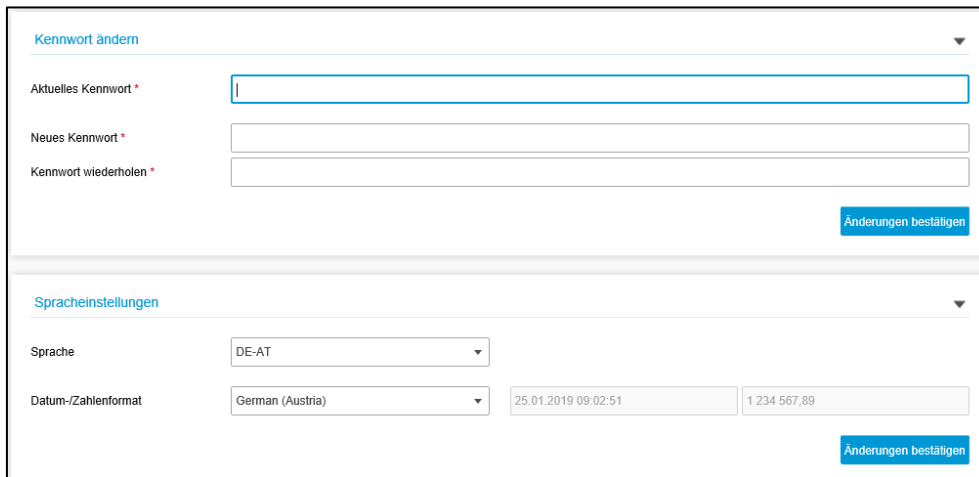 Kennwort ändern
Aktuelles Kennwort *
Neues Kennwort *
Kennwort wiederholen *
Änderungen bestätigen
Spracheinstellungen
Sprache DE-AT
Datum-/Zahlenformat German (Austria) 25.01.2019 09:02:51 1 234 567,89
Änderungen bestätigen